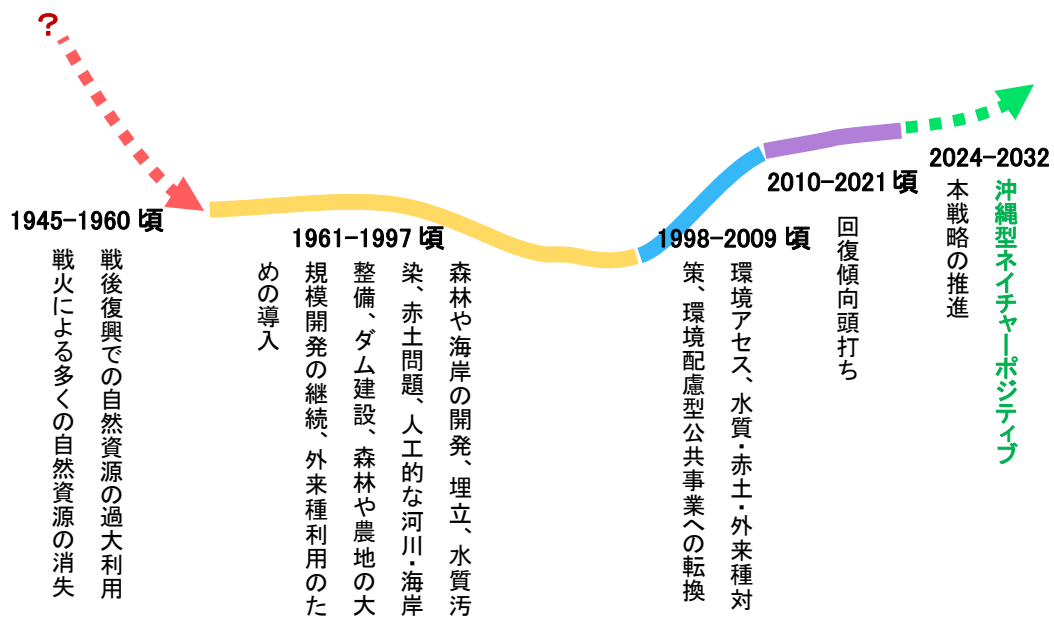 ?
1945-1960 頃
戦後復興での自然資源の過大利用
戦火による多くの自然資源の消失
1961-1997 頃
森林や海岸の開発、埋立、水質汚
染、赤土問題、人工的な河川・海岸
整備、ダム建設、森林や農地の大
規模開発の継続、外来種利用のた
めの導入
1998-2009 頃
環境アセス、水質・赤土・外来種対
策、環境配慮型公共事業への転換
2010-2021 頃
回復傾向頭打ち
2024-2032
沖縄型ネイチャーポジティブ
本戦略の推進